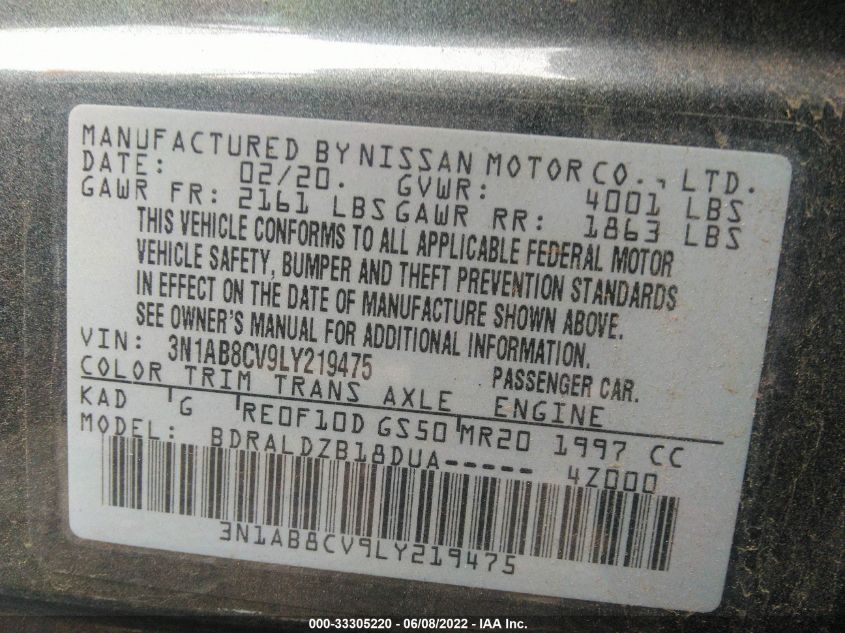 MANUFACTURED BY NISSAN MOTOR CO., LTD.
DATE: 02/20. GVWR: 4001 LBS
GAWR FR: 2161 LBS GAWR RR: 1863 LBS
THIS VEHICLE CONFORMS TO ALL APPLICABLE FEDERAL MOTOR
VEHICLE SAFETY, BUMPER AND THEFT PREVENTION STANDARDS
IN EFFECT ON THE DATE OF MANUFACTURE SHOWN ABOVE.
SEE OWNER'S MANUAL FOR ADDITIONAL INFORMATION.
VIN: 3N1AB8CV9LY219475 PASSENGER CAR.
COLOR TRIM TRANS AXLE ENGINE
KAD G RE0F10D GS50 MR20 1997 CC
MODEL: BDRALDZB18DUA----- 4Z000
3N1AB8CV9LY219475
000-33305220 - 06/08/2022 - IAA Inc.